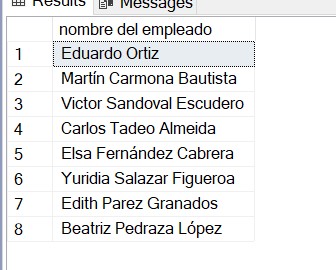 Results Messages
nombre del empleado
1 Eduardo Ortiz
2 Martín Carmona Bautista
3 Victor Sandoval Escudero
4 Carlos Tadeo Almeida
5 Elsa Fernández Cabrera
6 Yuridia Salazar Figueroa
7 Edith Parez Granados
8 Beatriz Pedraza López